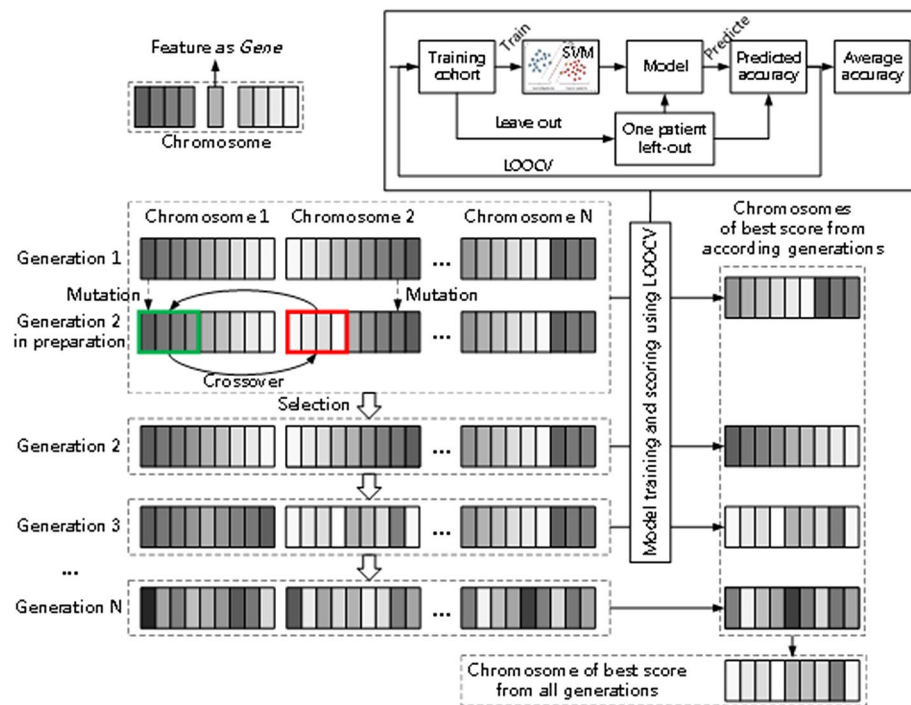 Feature as Gene
Chromosome
Training
cohort
Train
SVM
Model
Predicte
Predicted
accuracy
Average
accuracy
Leave out
One patient
left-out
LOOCV
Chromosome 1
Chromosome 2
Chromosome N
Generation 1
...
Mutation
Mutation
Generation 2
in preparation
...
Crossover
Selection
Generation 2
...
Generation 3
...
...
Generation N
...
Model training and scoring using LOOCV
Chromosomes
of best score from
according generations
Chromosome of best score
from all generations